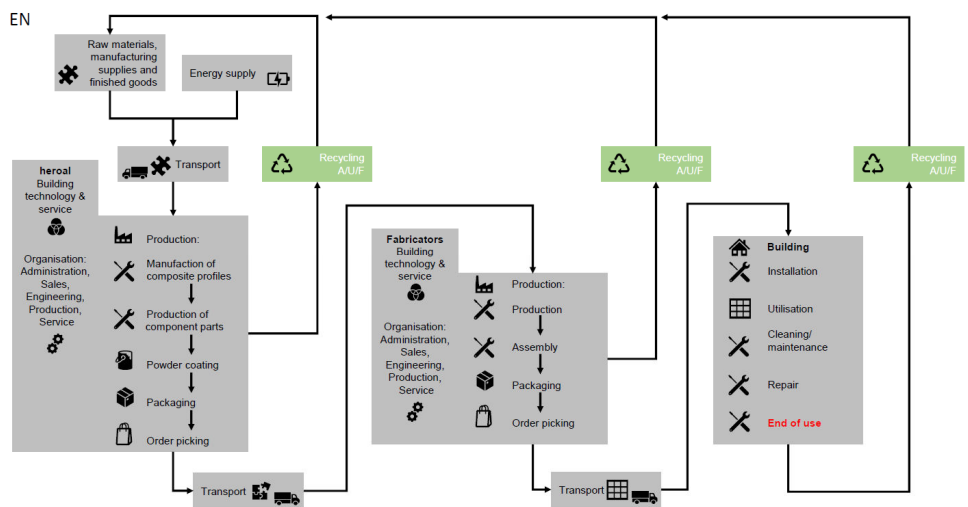 EN
Raw materials,
manufacturing
supplies and
finished goods
Energy supply
Transport
Recycling
A/U/F
Recycling
A/U/F
Recycling
A/U/F
heroal
Building
technology &
service
Organisation:
Administration,
Sales,
Engineering,
Production,
Service
Production:
Manufaction of
composite profiles
Production of
component parts
Powder coating
Packaging
Order picking
Transport
Fabricators
Building
technology &
service
Organisation:
Administration,
Sales,
Engineering,
Production,
Service
Production:
Production
Assembly
Packaging
Order picking
Transport
Building
Installation
Utilisation
Cleaning/
maintenance
Repair
End of use